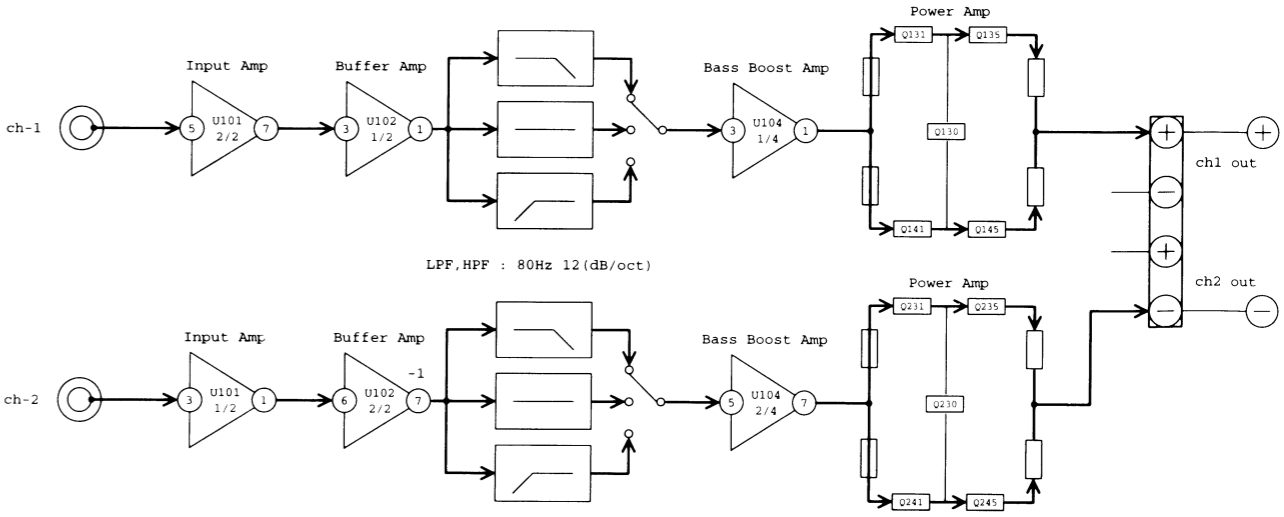 Power Amp
Q131 Q135
Input Amp Buffer Amp Bass Boost Amp
ch-1 5 U101 2/2 7 3 U102 1/2 1 3 U104 1/4 1 Q130 + +
ch1 out
−
Q141 Q145
LPF,HPF : 80Hz 12(dB/oct)
+
Power Amp ch2 out
Q231 Q235 − −
Input Amp Buffer Amp Bass Boost Amp
-1
ch-2 3 U101 1/2 1 6 U102 2/2 7 5 U104 2/4 7 Q230
Q241 Q245